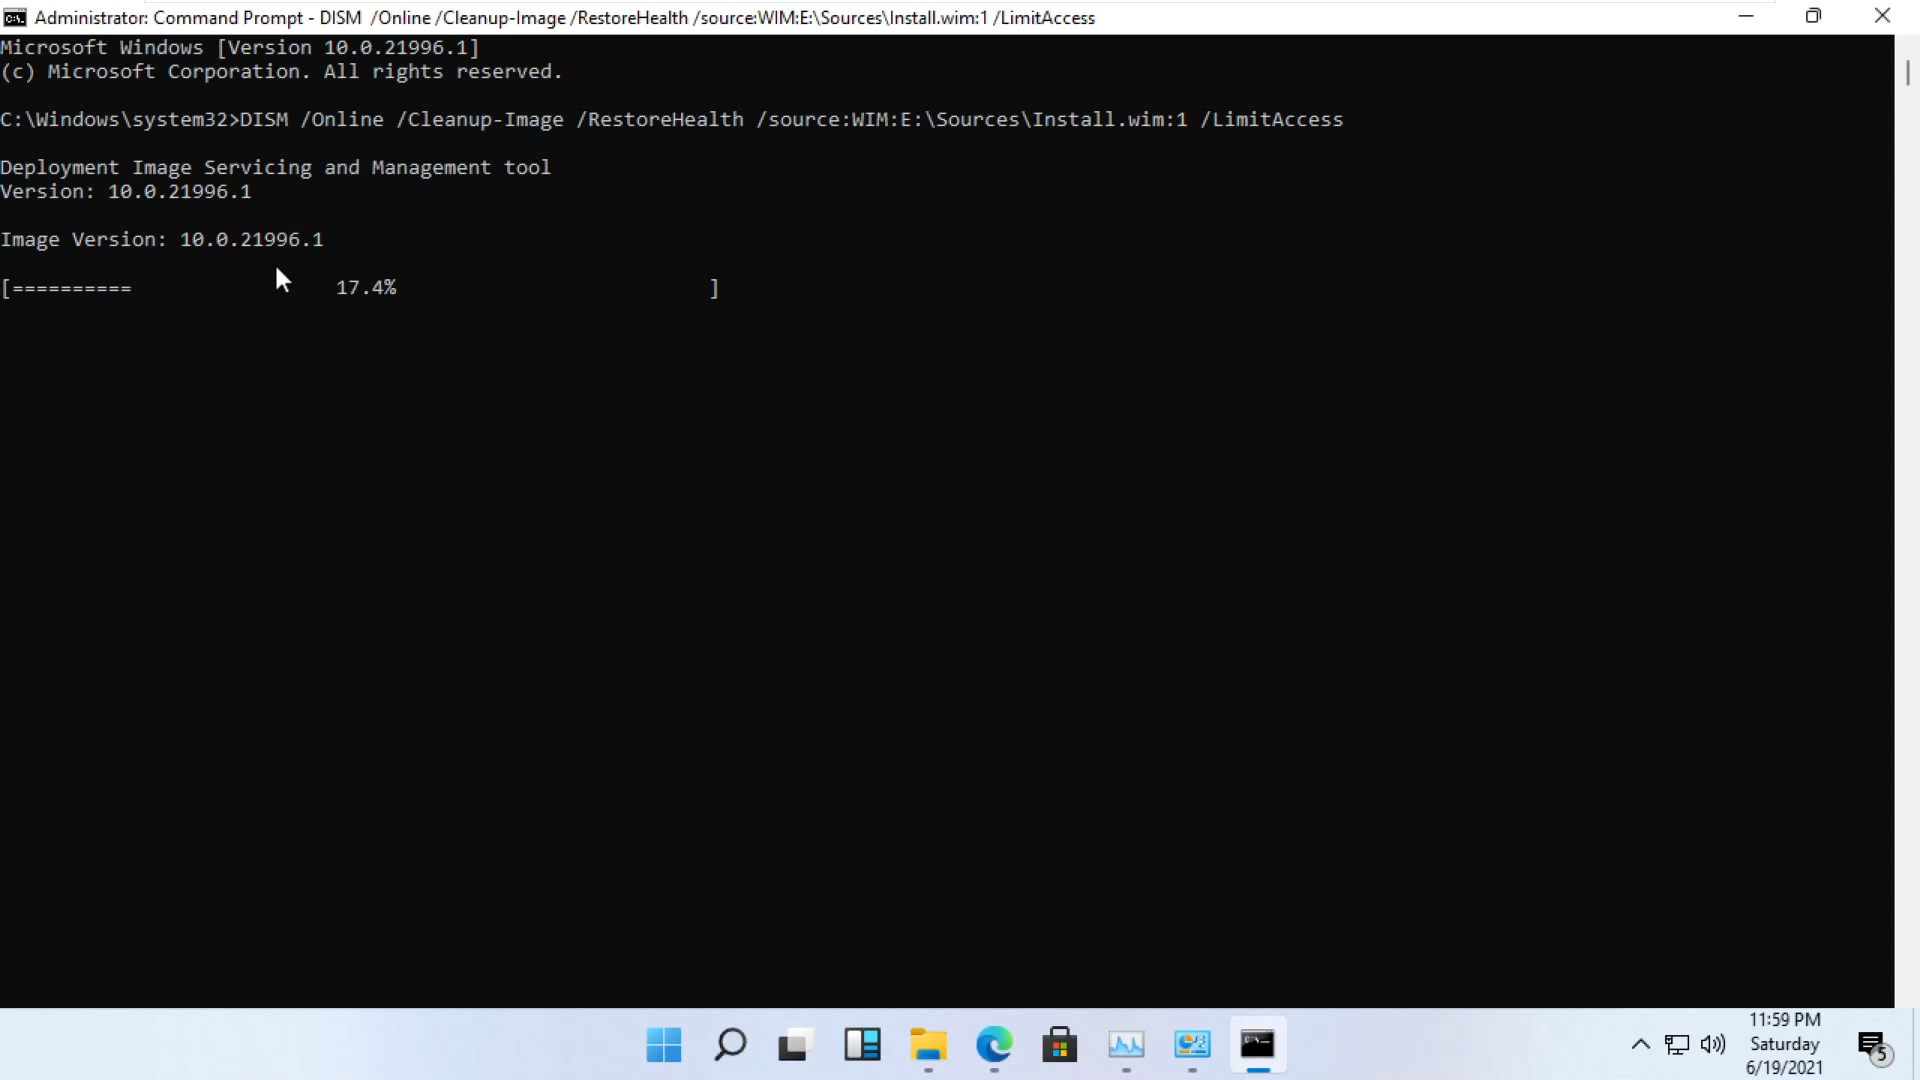 Administrator: Command Prompt - DISM  /Online /Cleanup-Image /RestoreHealth /source:WIM:E:\Sources\Install.wim:1 /LimitAccess
Microsoft Windows [Version 10.0.21996.1]
(c) Microsoft Corporation. All rights reserved.
C:\Windows\system32>DISM /Online /Cleanup-Image /RestoreHealth /source:WIM:E:\Sources\Install.wim:1 /LimitAccess
Deployment Image Servicing and Management tool
Version: 10.0.21996.1
Image Version: 10.0.21996.1
[==========                 17.4%                          ]
11:59 PM
Saturday
6/19/2021
5